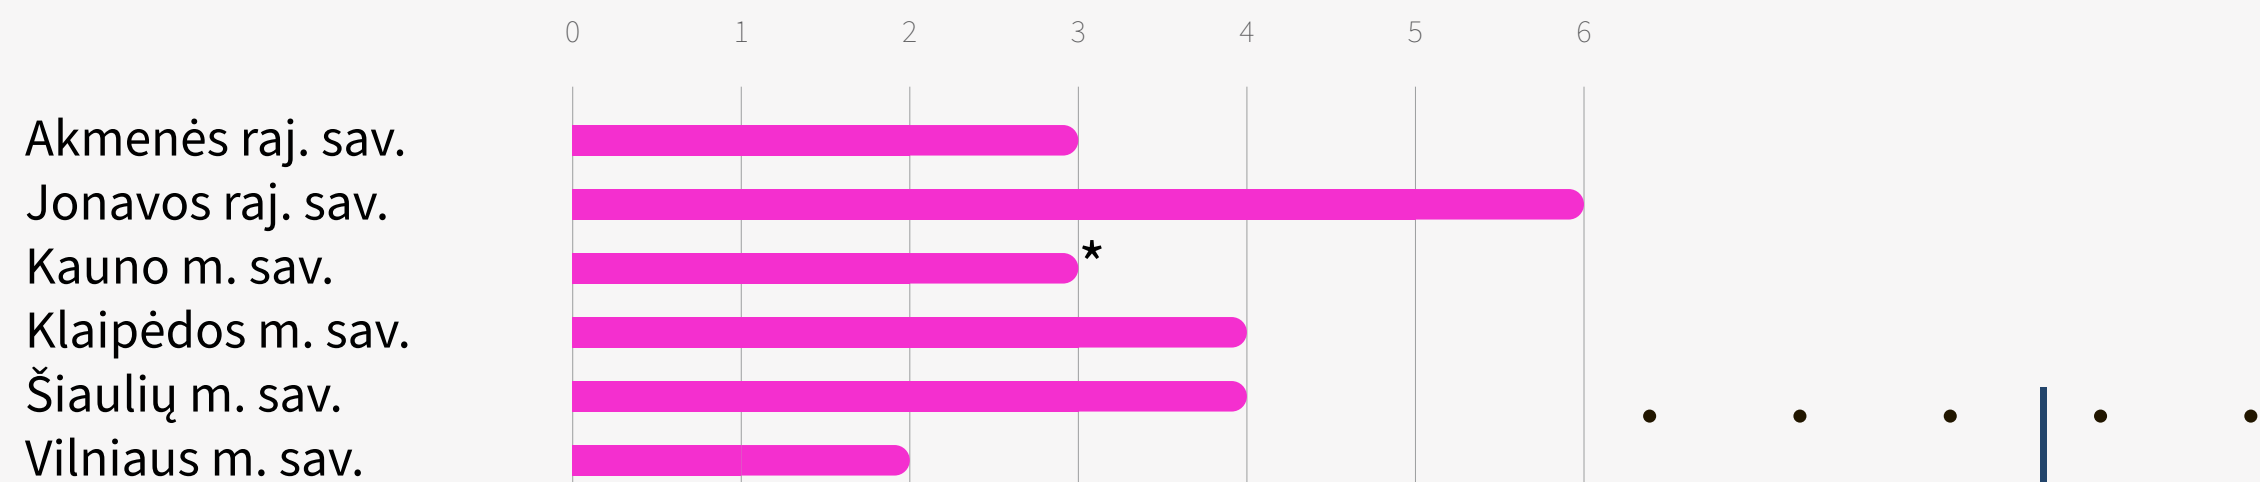 0 1 2 3 4 5 6
Akmenės raj. sav.
Jonavos raj. sav.
Kauno m. sav. *
Klaipėdos m. sav.
Šiaulių m. sav.
Vilniaus m. sav.